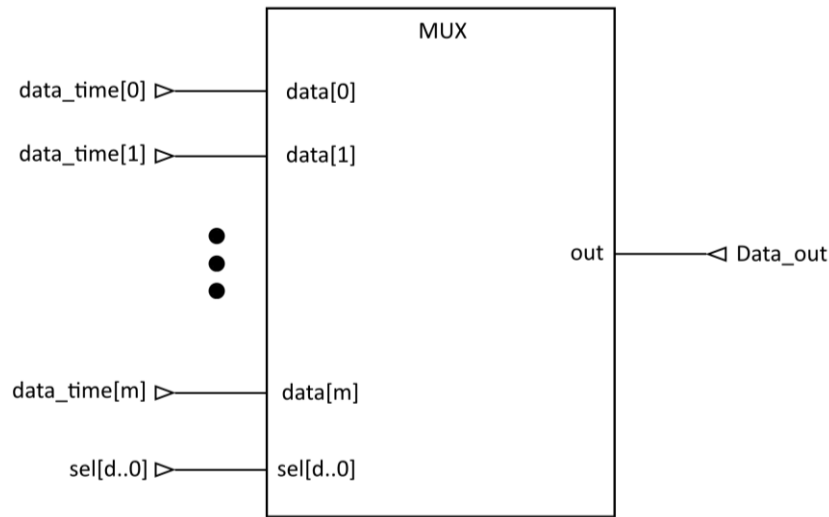 MUX
data_time[0] data[0]
data_time[1] data[1]
out Data_out
data_time[m] data[m]
sel[d..0] sel[d..0]